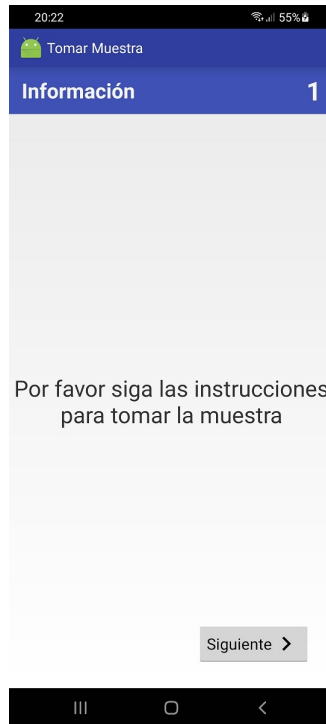 20:22
55%
Tomar Muestra
Información
1
Por favor siga las instrucciones
para tomar la muestra
Siguiente